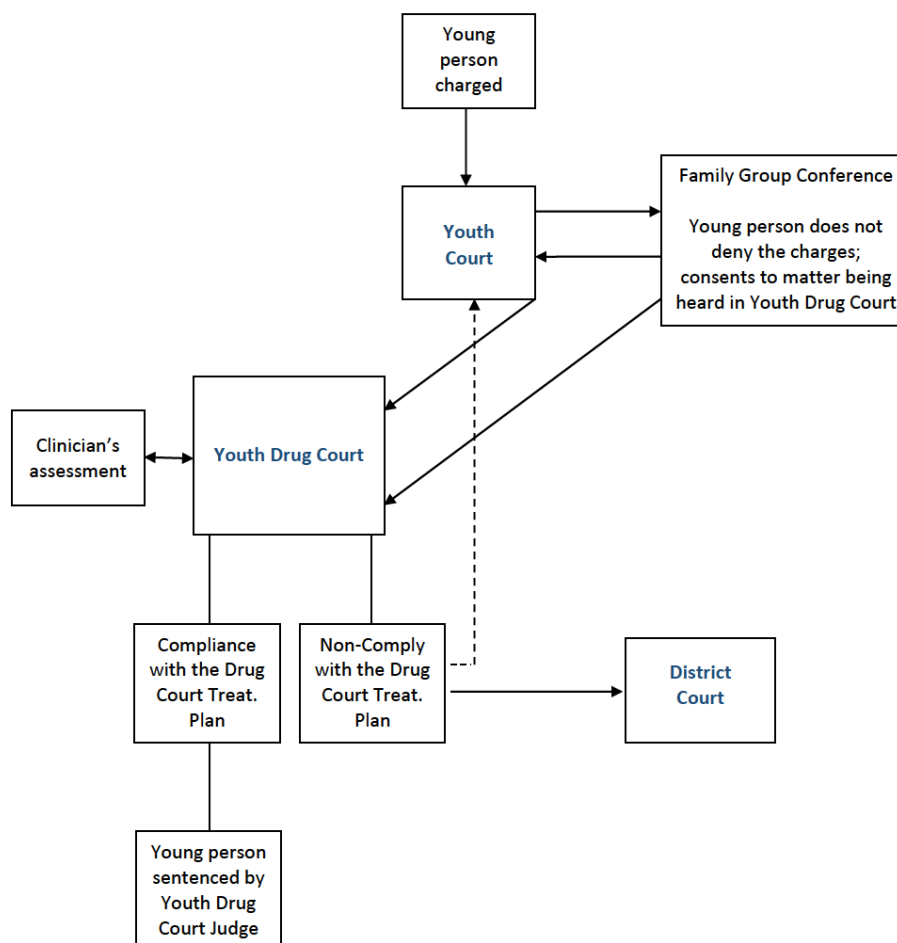 Young
person
charged
Family Group Conference
Young person does not
deny the charges;
consents to matter being
heard in Youth Drug Court
Youth
Court
Clinician’s
assessment
Youth Drug Court
Compliance
with the Drug
Court Treat.
Plan
Non-Comply
with the Drug
Court Treat.
Plan
District
Court
Young person
sentenced by
Youth Drug
Court Judge